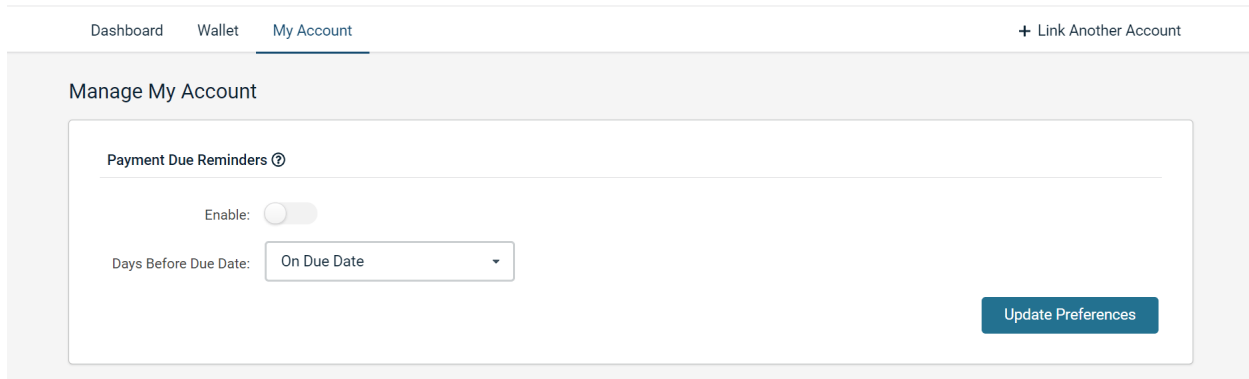 Dashboard Wallet My Account + Link Another Account
Manage My Account
Payment Due Reminders ?
Enable:
Days Before Due Date: On Due Date
Update Preferences